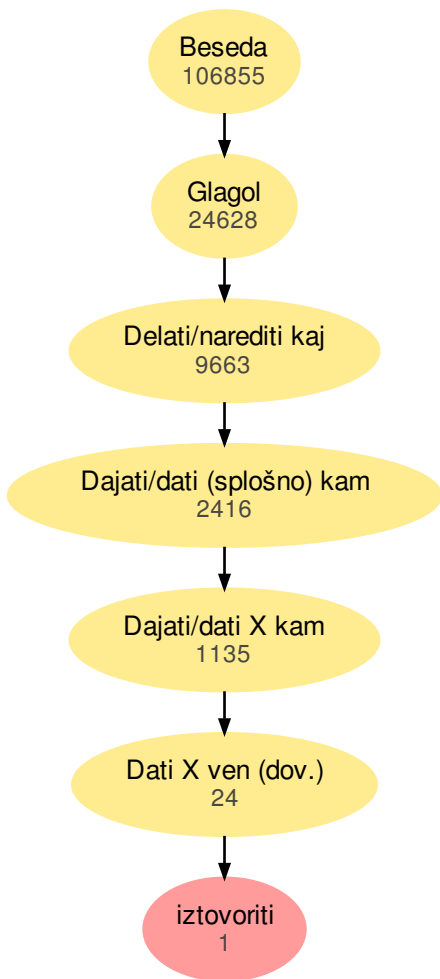 Beseda
106855
Glagol
24628
Delati/narediti kaj
9663
Dajati/dati (splošno) kam
2416
Dajati/dati X kam
1135
Dati X ven (dov.)
24
iztovoriti
1